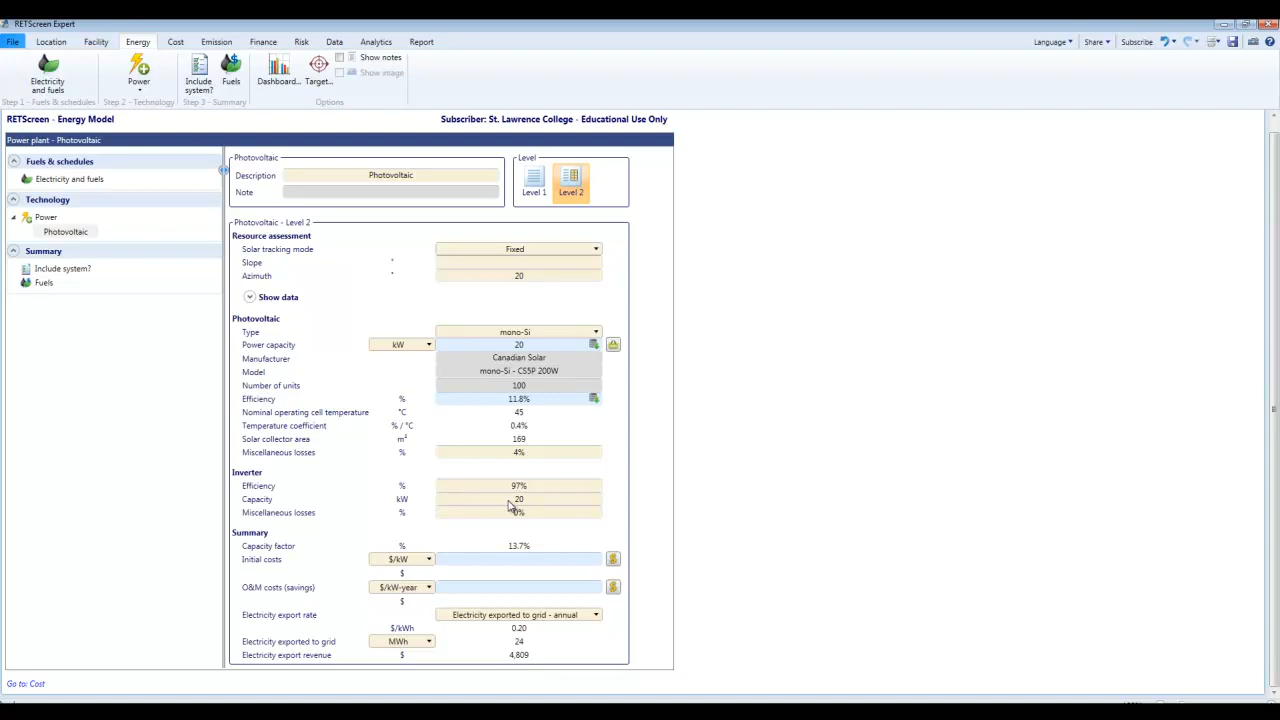 RETScreen Expert
File Location Facility Energy Cost Emission Finance Risk Data Analytics Report Language Share Subscribe
Electricity and fuels
Power
Include system?
Fuels
Dashboard...
Target...
Show notes
Show image
Step 1 - Fuels & schedules Step 2 - Technology Step 3 - Summary Options
RETScreen - Energy Model Subscriber: St. Lawrence College - Educational Use Only
Power plant - Photovoltaic
Fuels & schedules
Electricity and fuels
Technology
Power
Photovoltaic
Summary
Include system?
Fuels
Photovoltaic
Description Photovoltaic
Note
Level
Level 1 Level 2
Photovoltaic - Level 2
Resource assessment
Solar tracking mode Fixed
Slope °
Azimuth ° 20
Show data
Photovoltaic
Type mono-Si
Power capacity kW 20
Manufacturer Canadian Solar
Model mono-Si - CS5P 200W
Number of units 100
Efficiency % 11.8%
Nominal operating cell temperature °C 45
Temperature coefficient % / °C 0.4%
Solar collector area m² 169
Miscellaneous losses % 4%
Inverter
Efficiency % 97%
Capacity kW 20
Miscellaneous losses % 0%
Summary
Capacity factor % 13.7%
Initial costs $/kW
$
O&M costs (savings) $/kW-year
$
Electricity export rate Electricity exported to grid - annual
$/kWh 0.20
Electricity exported to grid MWh 24
Electricity export revenue $ 4,809
Go to: Cost